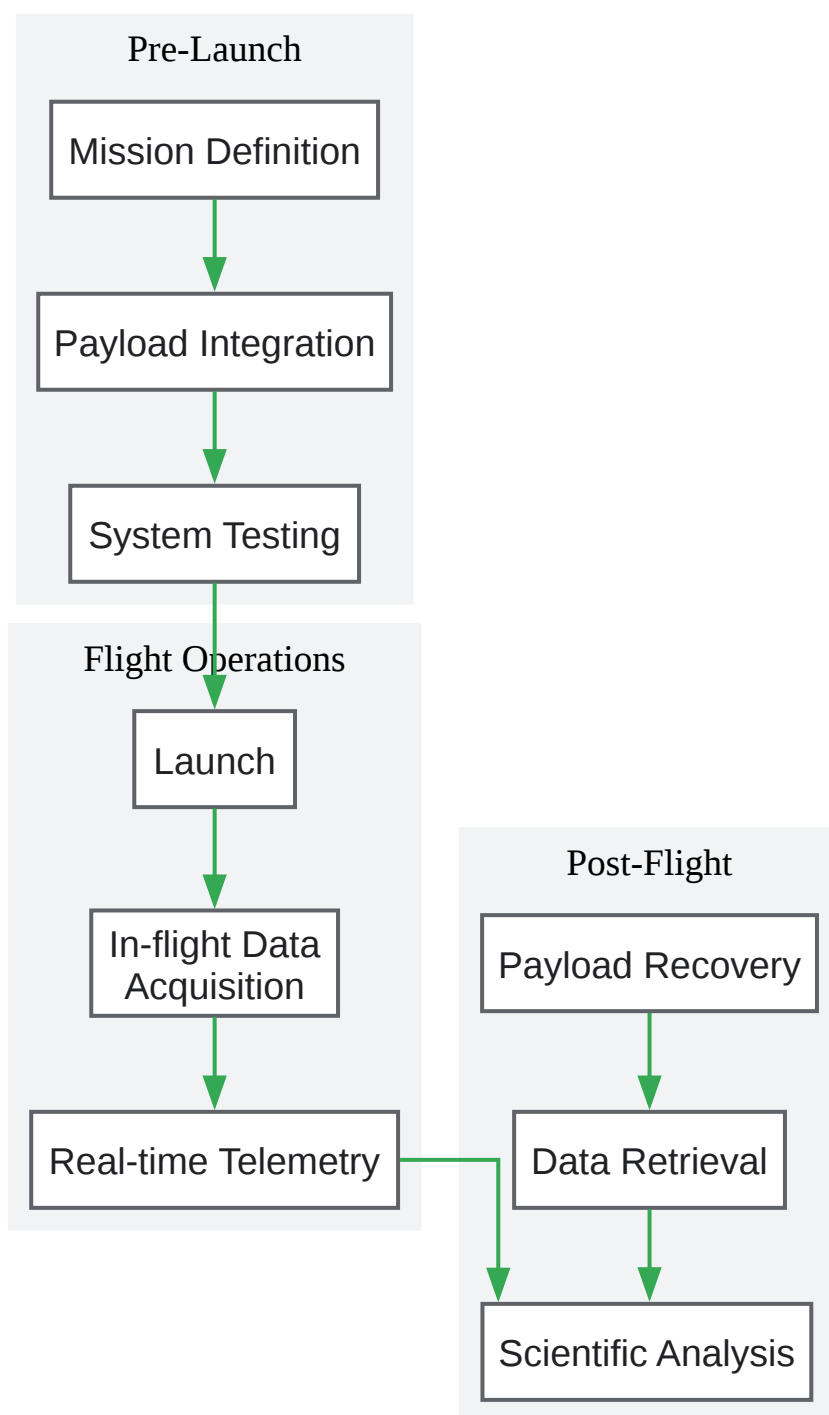 Pre-Launch
Mission Definition
Payload Integration
System Testing
Flight Operations
Launch
In-flight Data
Acquisition
Real-time Telemetry
Post-Flight
Payload Recovery
Data Retrieval
Scientific Analysis